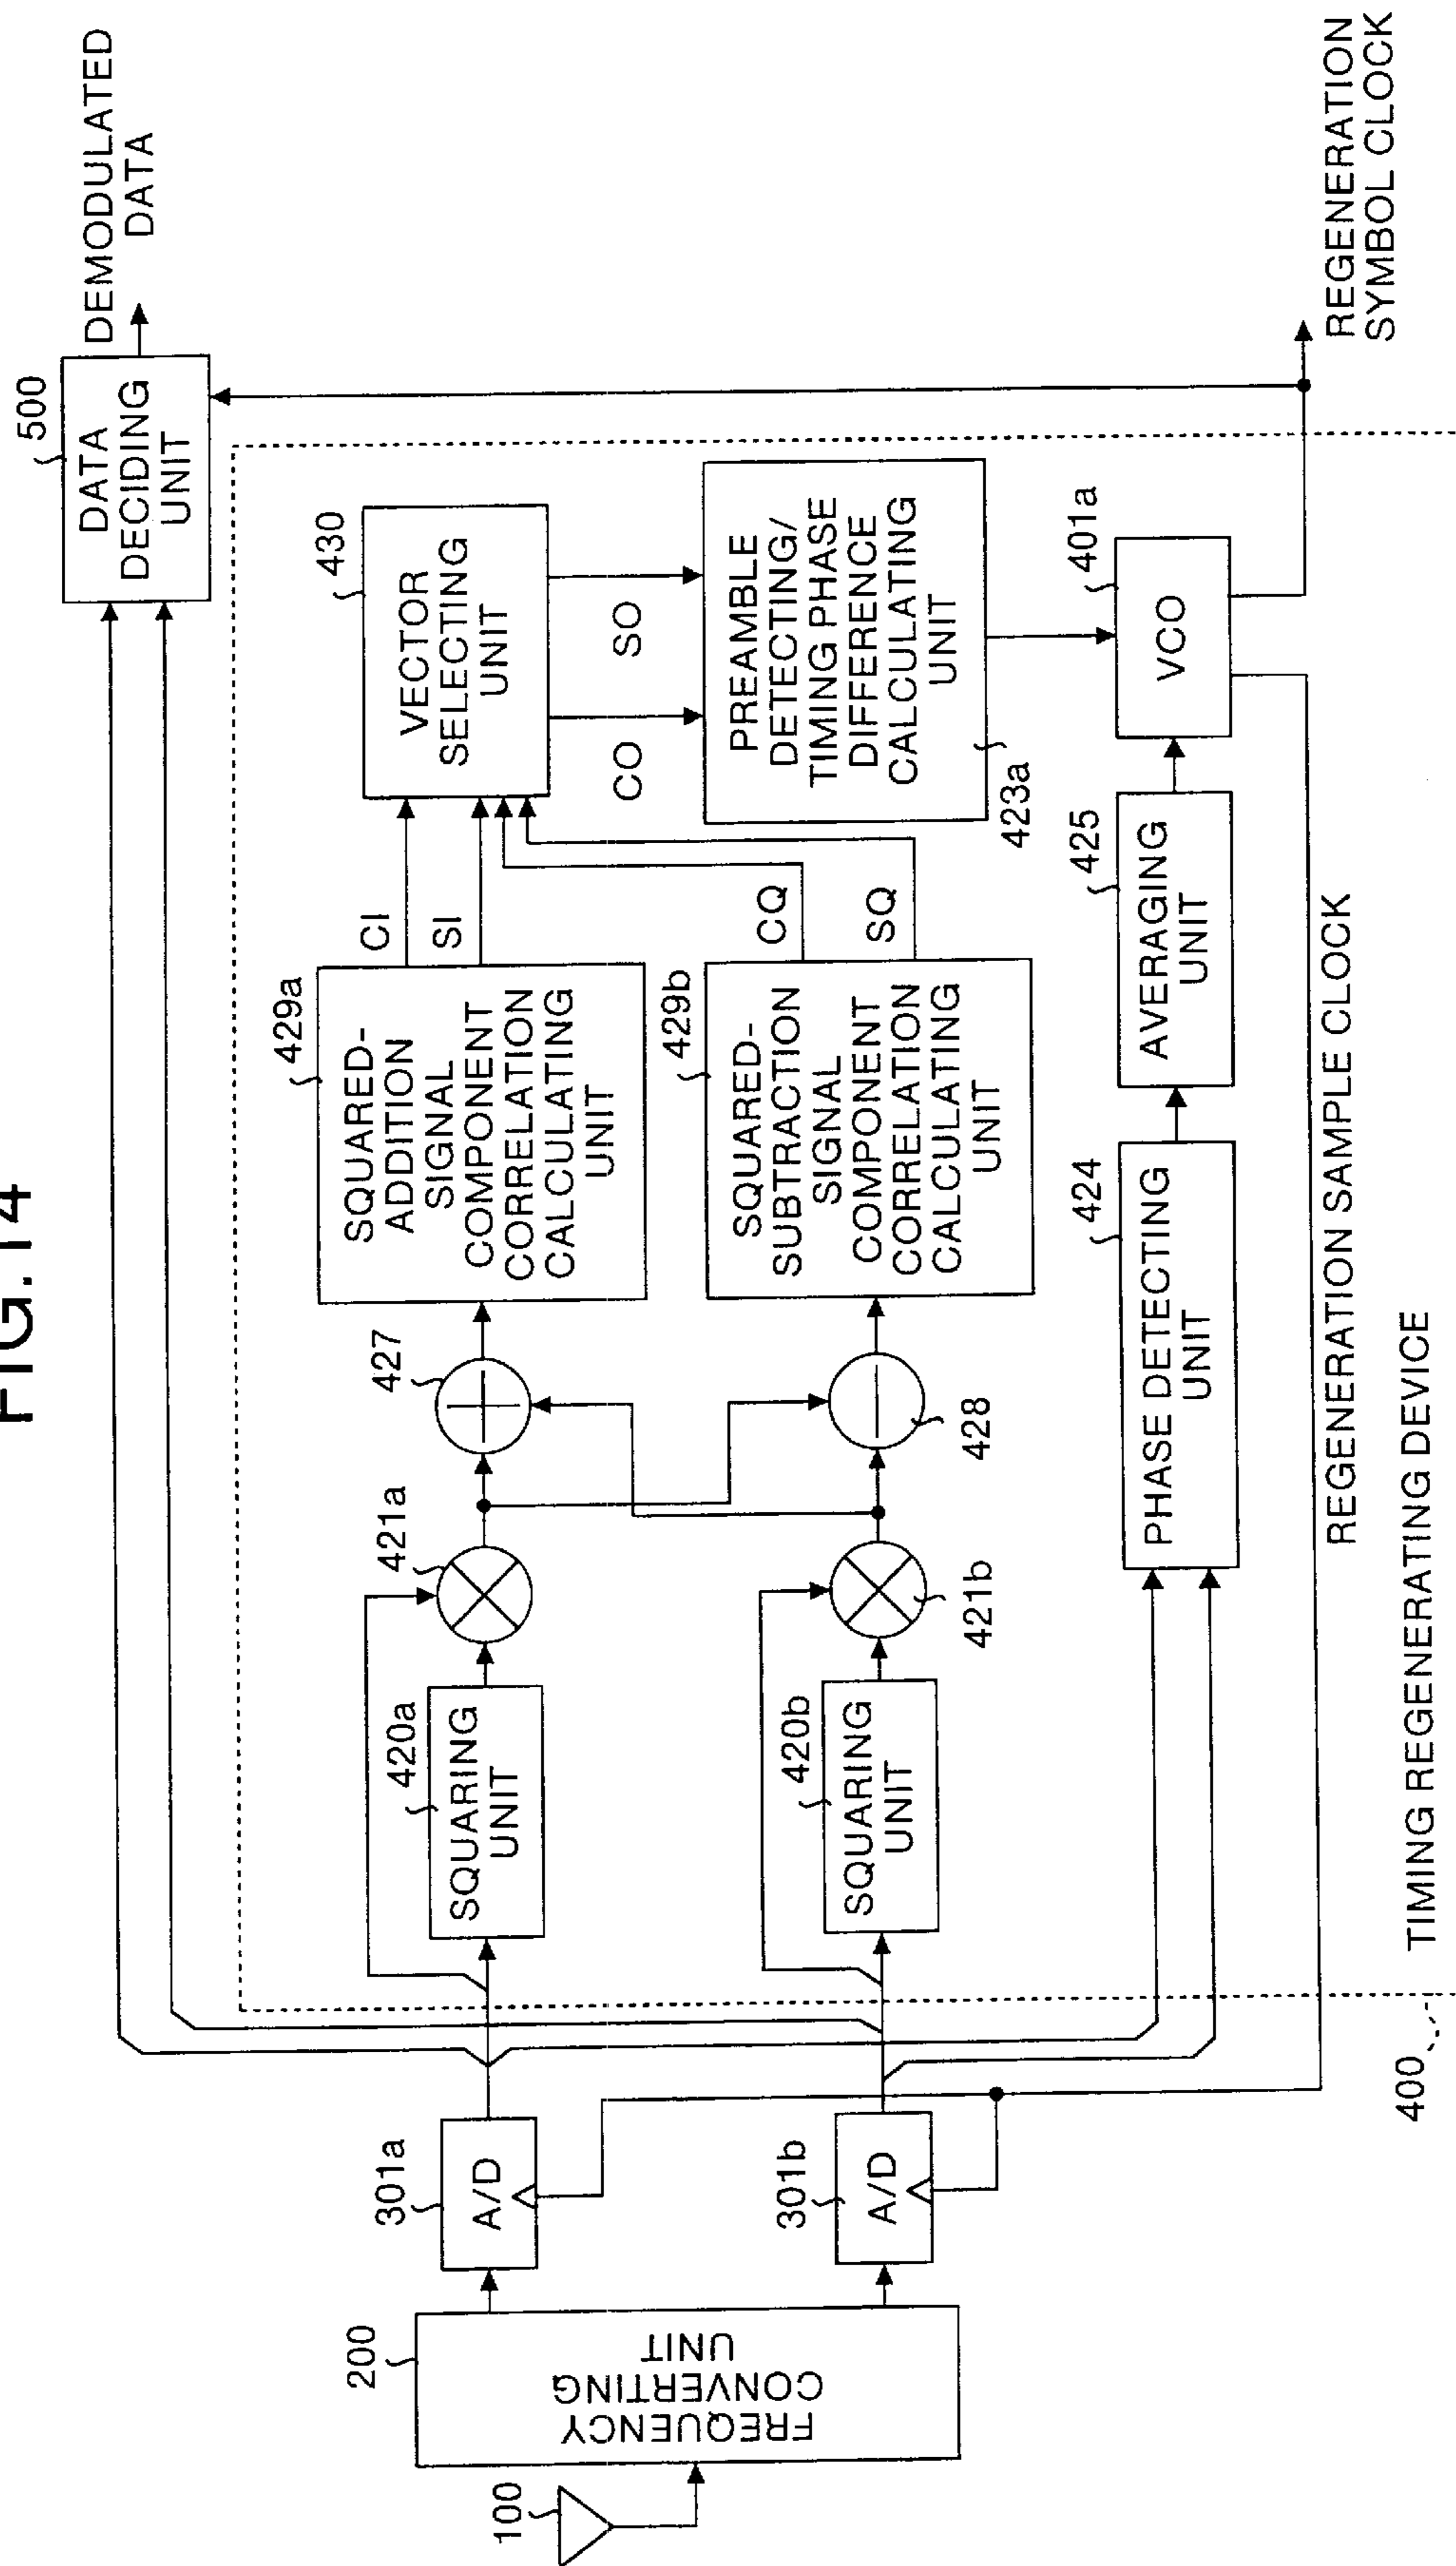 FIG.14
100
200
FREQUENCY
CONVERTING
UNIT
301a
A/D
301b
A/D
420a
SQUARING
UNIT
420b
SQUARING
UNIT
421a
421b
427
428
429a
SQUARED-
ADDITION
SIGNAL
COMPONENT
CORRELATION
CALCULATING
UNIT
429b
SQUARED-
SUBTRACTION
SIGNAL
COMPONENT
CORRELATION
CALCULATING
UNIT
CI
SI
CQ
SQ
430
VECTOR
SELECTING
UNIT
CO
SO
PREAMBLE
DETECTING/
TIMING PHASE
DIFFERENCE
CALCULATING
UNIT
423a
424
PHASE DETECTING
UNIT
425
AVERAGING
UNIT
401a
VCO
500
DATA
DECIDING
UNIT
DEMODULATED
DATA
REGENERATION
SYMBOL CLOCK
REGENERATION SAMPLE CLOCK
400
TIMING REGENERATING DEVICE